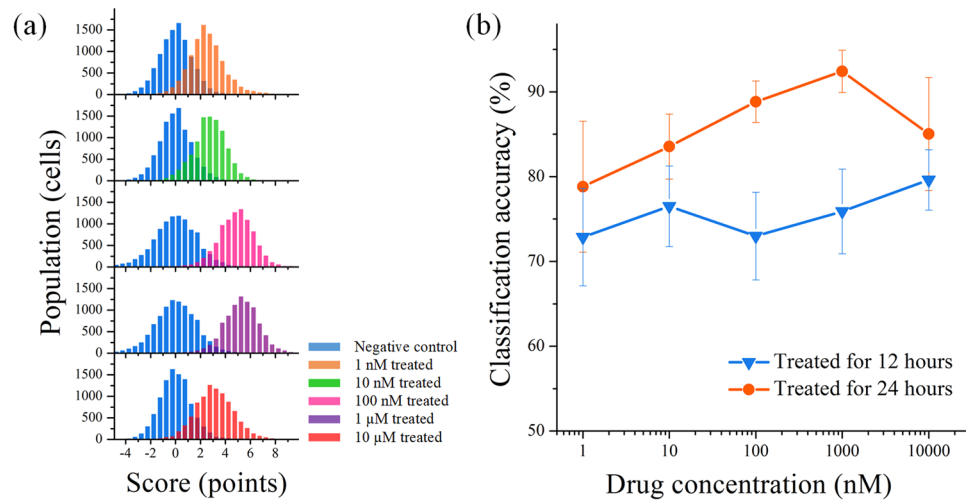 (a)
Population (cells)
1500
1000
500
0
1500
1000
500
0
1500
1000
500
0
1500
1000
500
0
1500
1000
500
0
-4 -2 0 2 4 6 8
Score (points)
Negative control
1 nM treated
10 nM treated
100 nM treated
1 µM treated
10 µM treated
(b)
Classification accuracy (%)
90
80
70
60
50
1 10 100 1000 10000
Drug concentration (nM)
Treated for 12 hours
Treated for 24 hours